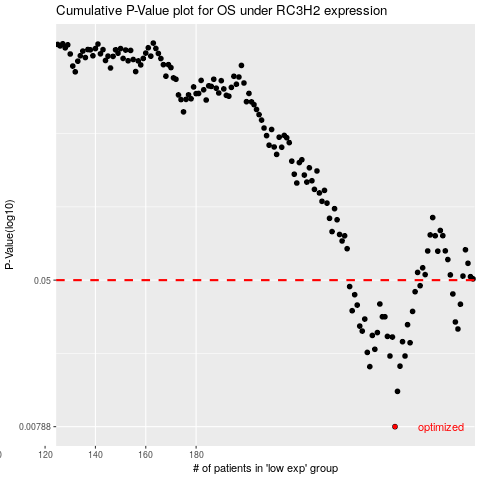 Cumulative P-Value plot for OS under RC3H2 expression
P-Value(log10)
0.05
0.00788
optimized
0 120 140 160 180
# of patients in 'low exp' group